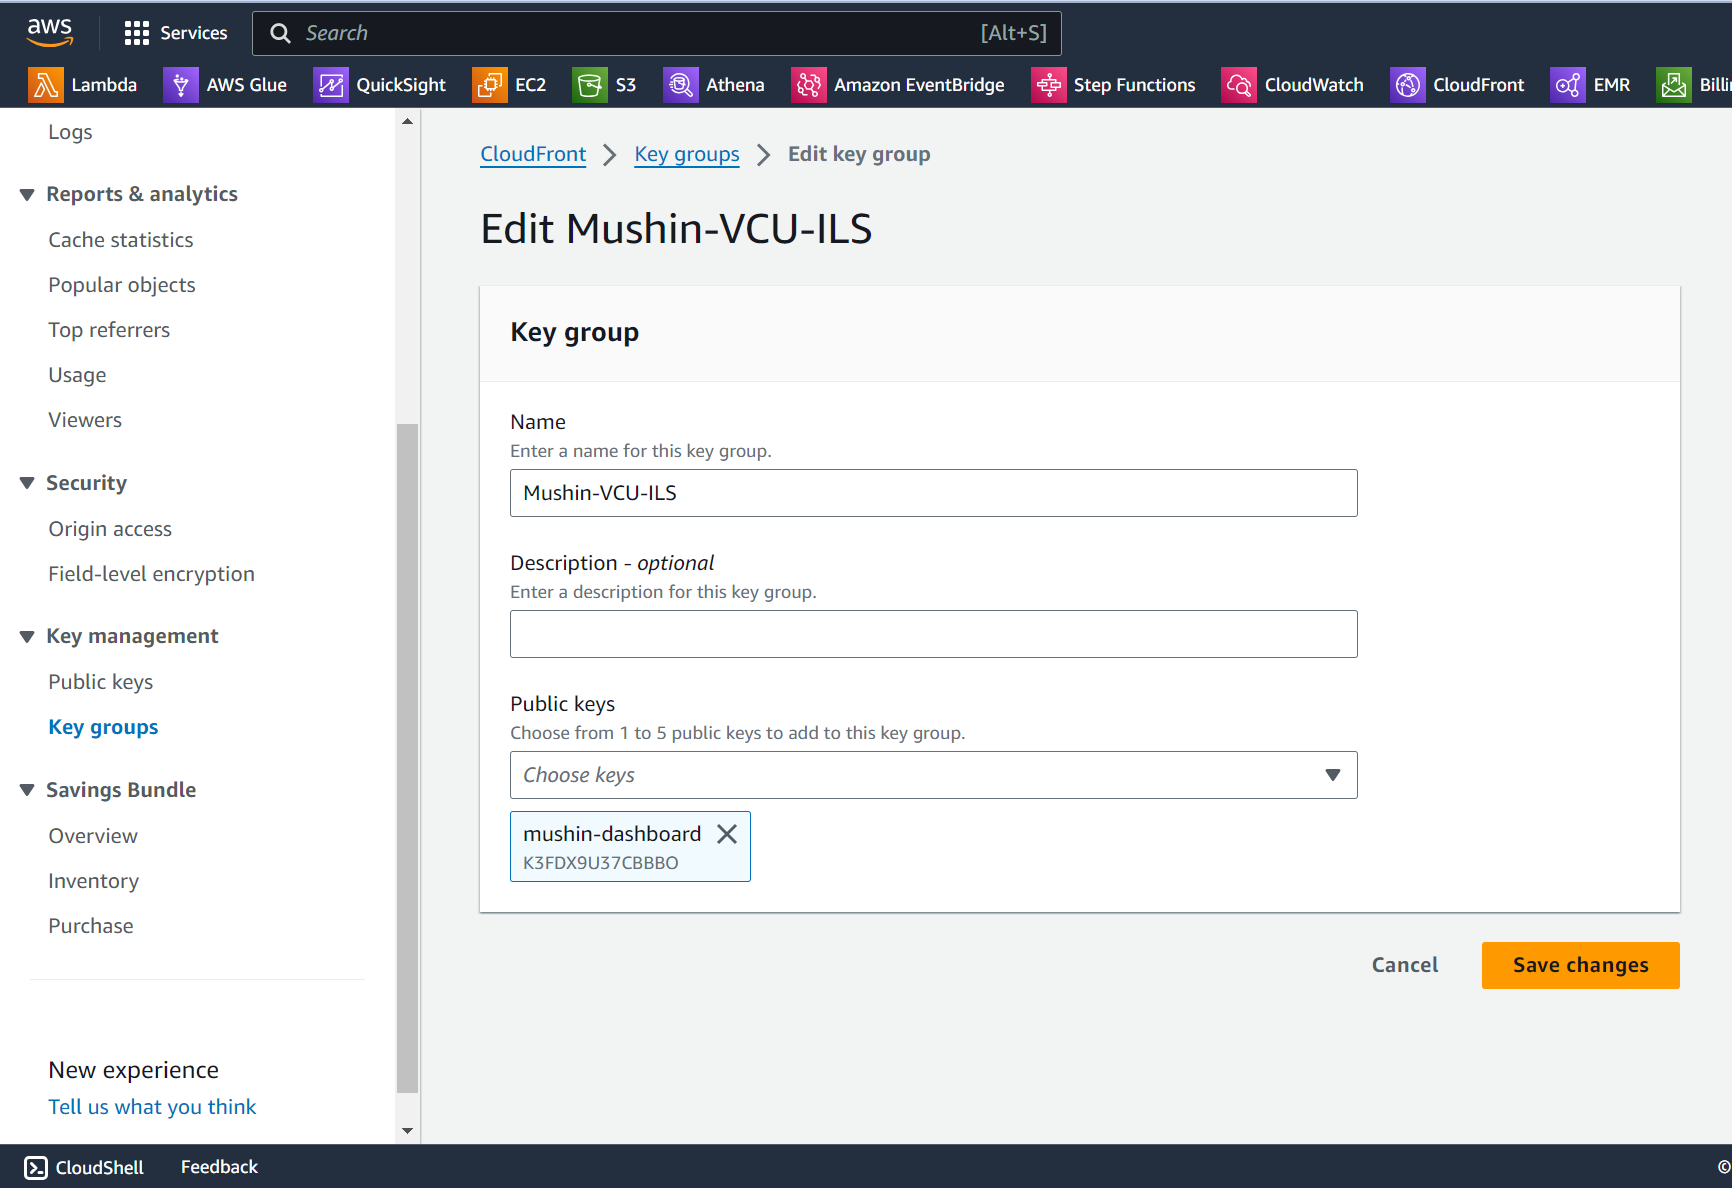 aws
Services
Search
[Alt+S]
Lambda
AWS Glue
QuickSight
EC2
S3
Athena
Amazon EventBridge
Step Functions
CloudWatch
CloudFront
EMR
Logs
Reports & analytics
Cache statistics
Popular objects
Top referrers
Usage
Viewers
Security
Origin access
Field-level encryption
Key management
Public keys
Key groups
Savings Bundle
Overview
Inventory
Purchase
New experience
Tell us what you think
CloudFront
Key groups
Edit key group
Edit Mushin-VCU-ILS
Key group
Name
Enter a name for this key group.
Mushin-VCU-ILS
Description - optional
Enter a description for this key group.
Public keys
Choose from 1 to 5 public keys to add to this key group.
Choose keys
mushin-dashboard
K3FDX9U37CBBBO
Cancel
Save changes
CloudShell
Feedback
©